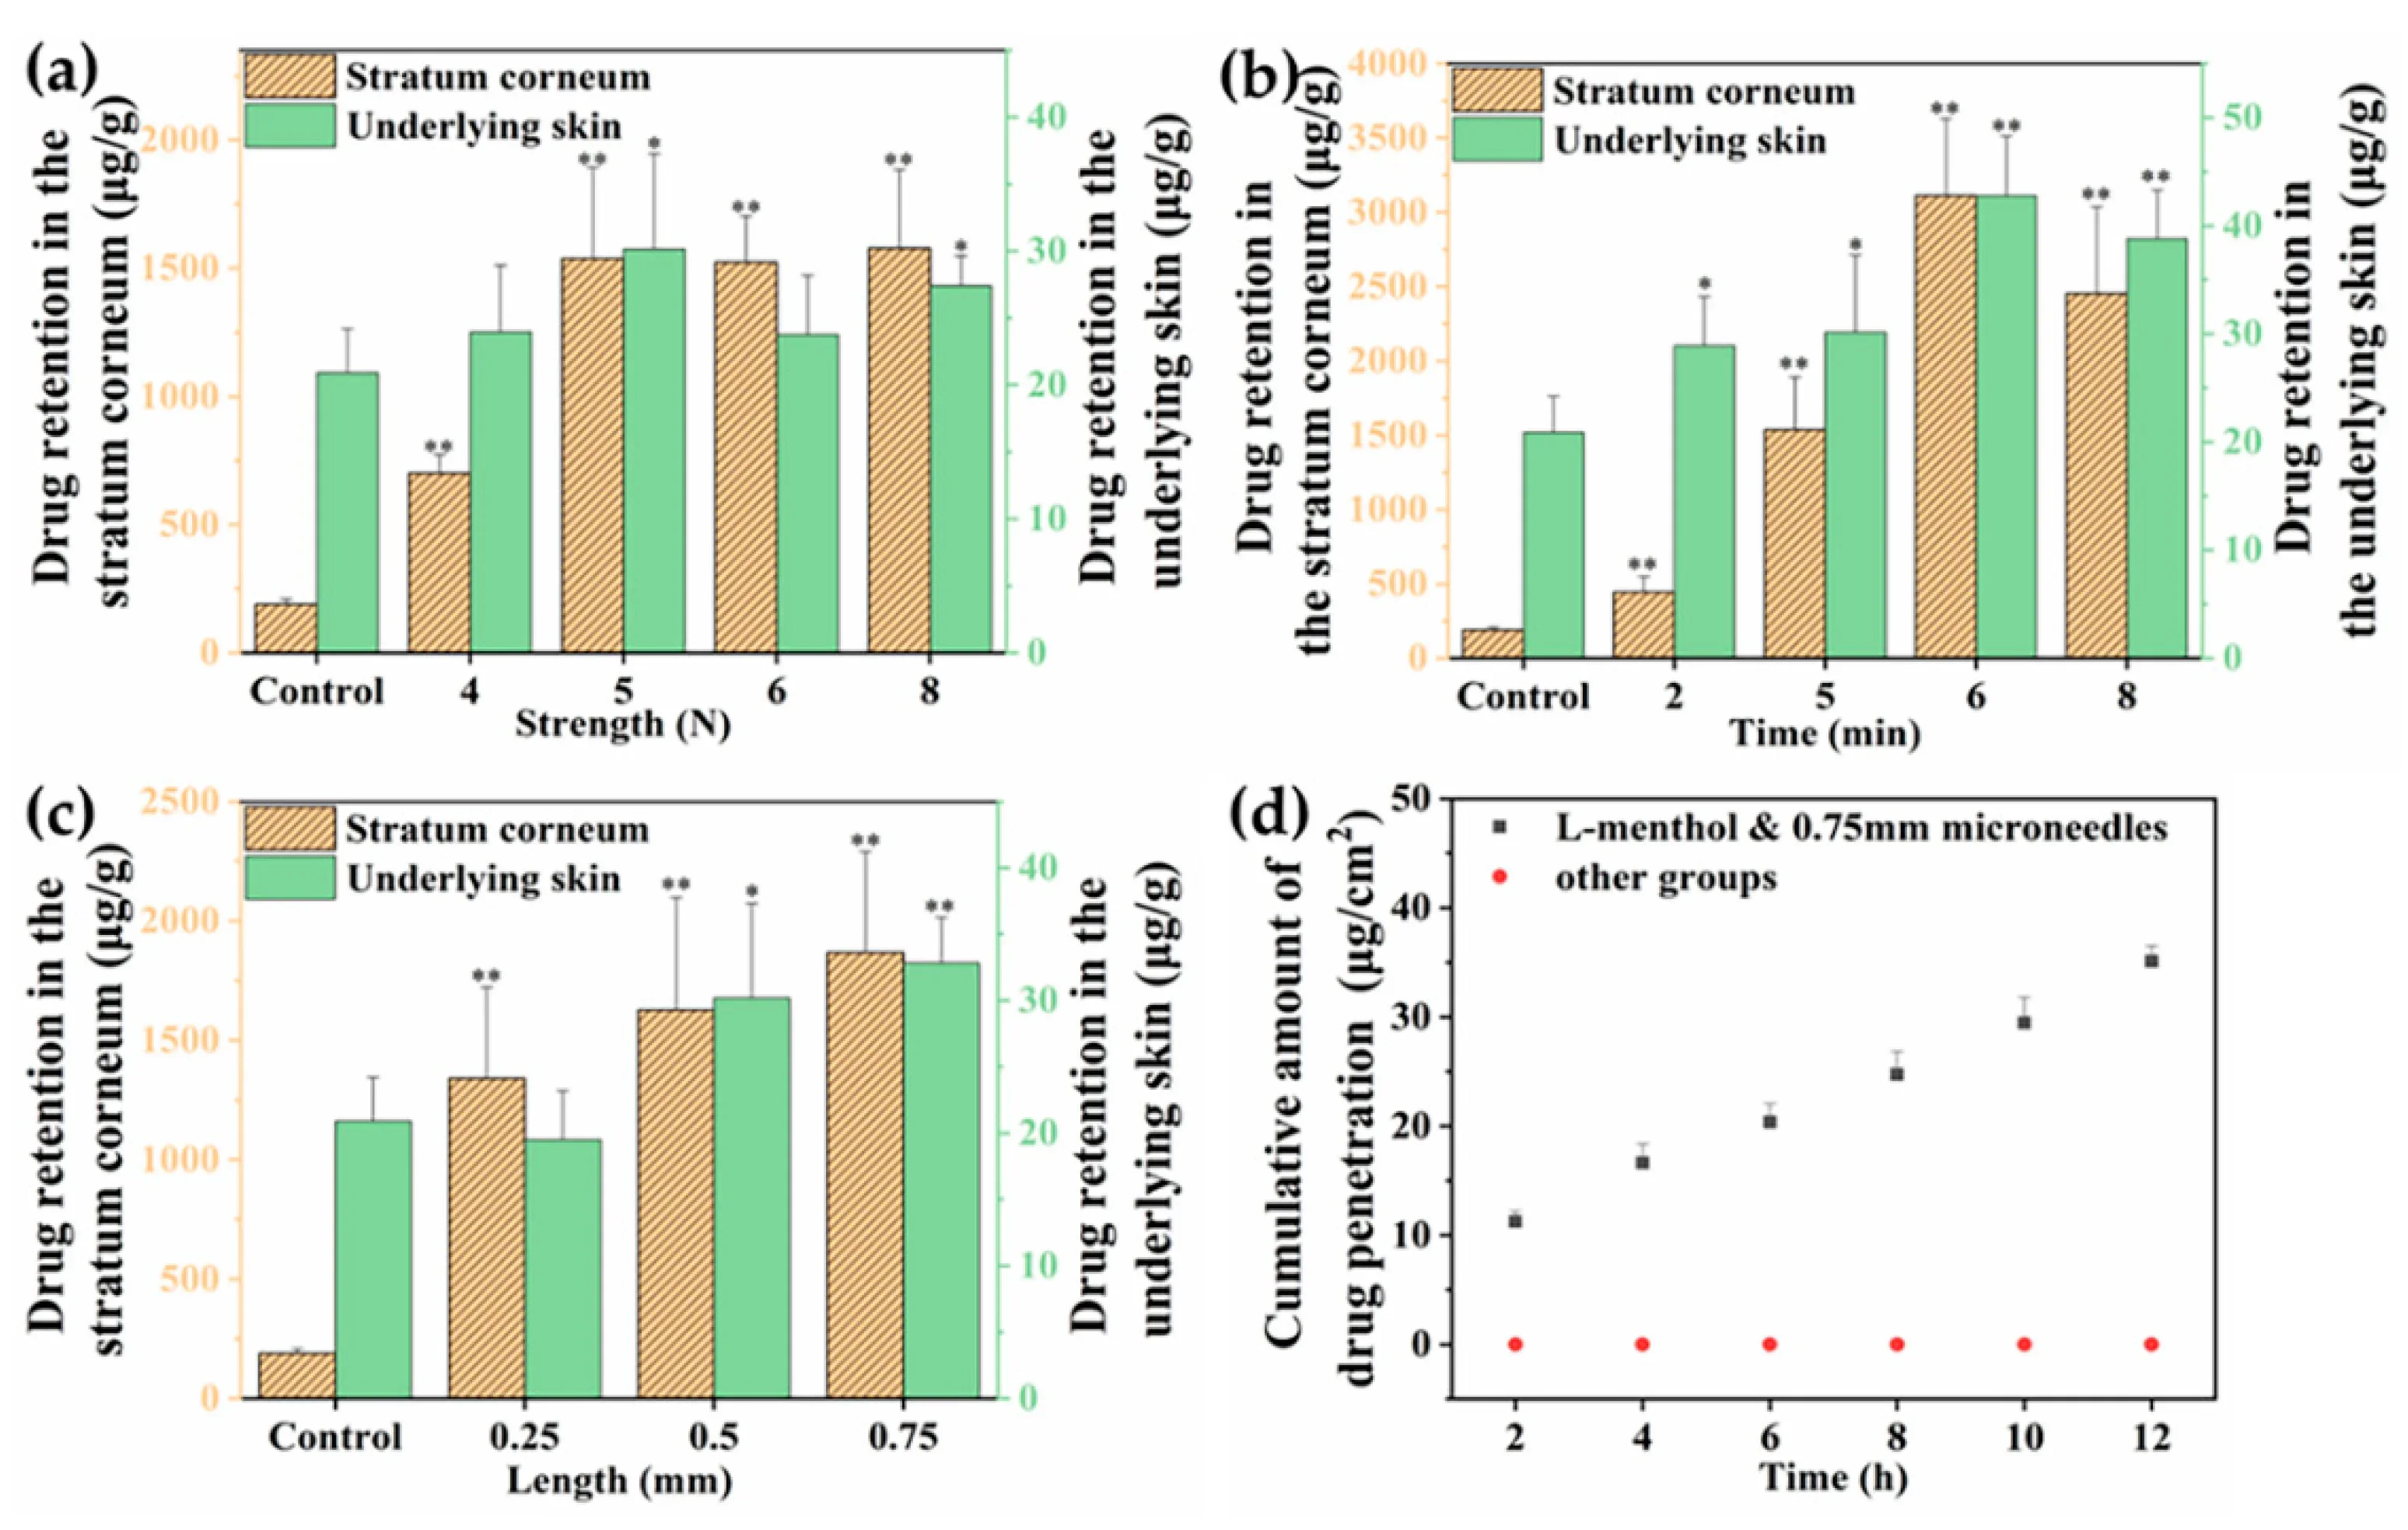 (a)
Stratum corneum
Underlying skin
Drug retention in the
stratum corneum (μg/g)
2000
1500
1000
500
0
** ** * ** ** *
40
30
20
10
0
Drug retention in the
underlying skin (μg/g)
Control 4 5 6 8
Strength (N)
(b)
Stratum corneum
Underlying skin
Drug retention in
the stratum corneum (μg/g)
4000
3500
3000
2500
2000
1500
1000
500
0
** * ** * ** ** ** **
50
40
30
20
10
0
Drug retention in
the underlying skin (μg/g)
Control 2 5 6 8
Time (min)
(c)
Stratum corneum
Underlying skin
Drug retention in the
stratum corneum (μg/g)
2500
2000
1500
1000
500
0
** ** * ** **
40
30
20
10
0
Drug retention in the
underlying skin (μg/g)
Control 0.25 0.5 0.75
Length (mm)
(d)
L-menthol & 0.75mm microneedles
other groups
Cumulative amount of
drug penetration (μg/cm²)
50
40
30
20
10
0
2 4 6 8 10 12
Time (h)